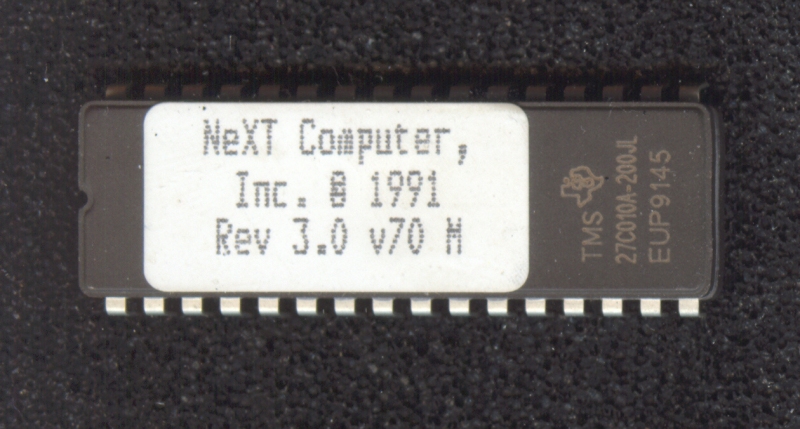 NeXT Computer,
Inc. © 1991
Rev 3.0 v70 M
TMS
27C010A-200JL
EUP9145